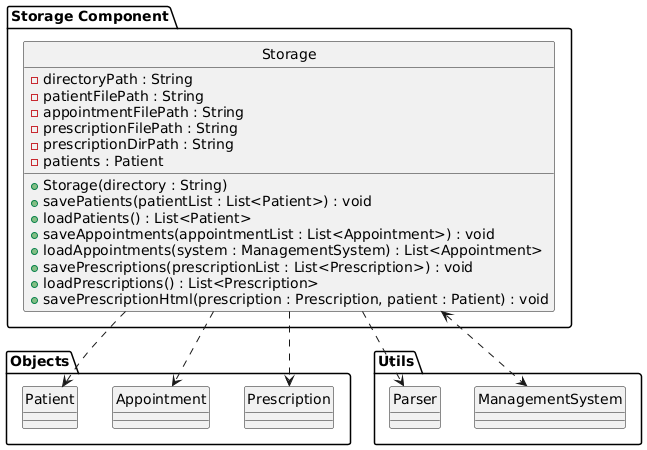 Storage Component
Storage
directoryPath : String
patientFilePath : String
appointmentFilePath : String
prescriptionFilePath : String
prescriptionDirPath : String
patients : Patient
Storage(directory : String)
savePatients(patientList : List<Patient>) : void
loadPatients() : List<Patient>
saveAppointments(appointmentList : List<Appointment>) : void
loadAppointments(system : ManagementSystem) : List<Appointment>
savePrescriptions(prescriptionList : List<Prescription>) : void
loadPrescriptions() : List<Prescription>
savePrescriptionHtml(prescription : Prescription, patient : Patient) : void
Objects
Patient
Appointment
Prescription
Utils
Parser
ManagementSystem